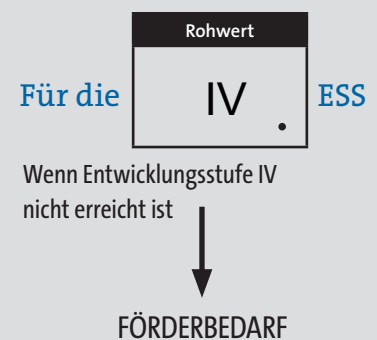 Rohwert
Für die IV . ESS
Wenn Entwicklungsstufe IV
nicht erreicht ist
FÖRDERBEDARF